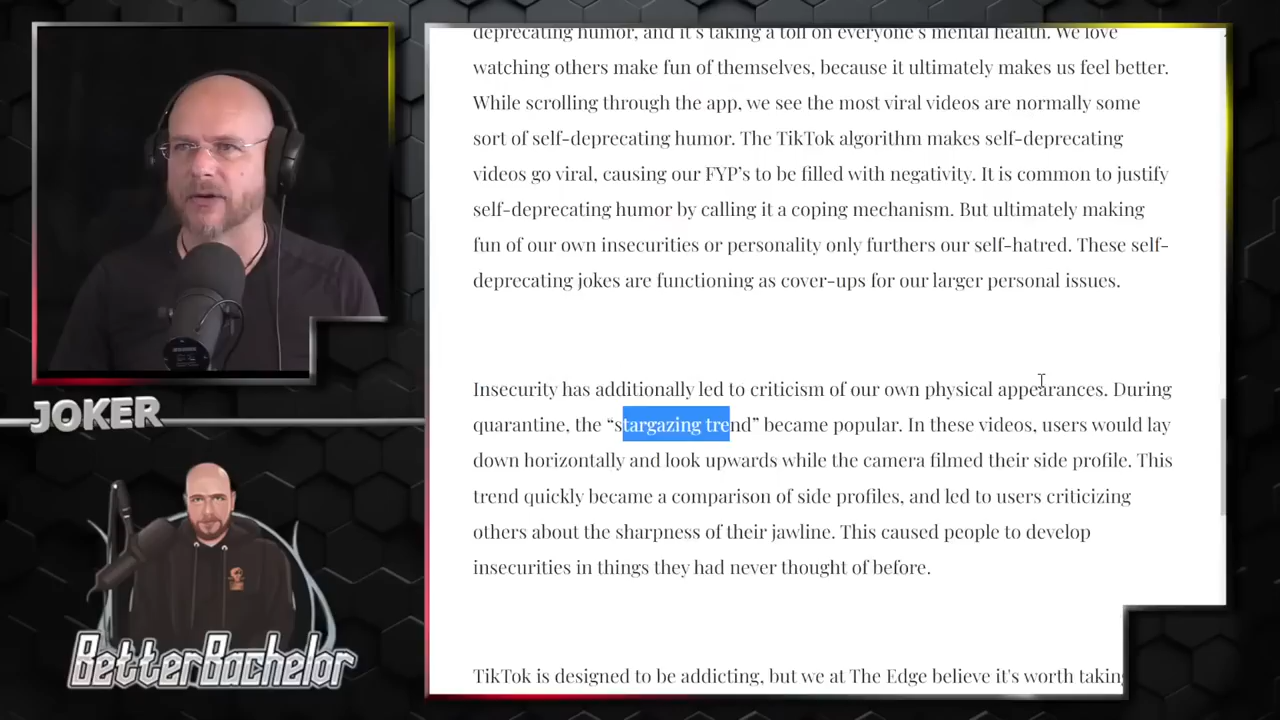 deprecating humor, and it's taking a toll on everyone's mental health. We love
watching others make fun of themselves, because it ultimately makes us feel better.
While scrolling through the app, we see the most viral videos are normally some
sort of self-deprecating humor. The TikTok algorithm makes self-deprecating
videos go viral, causing our FYP's to be filled with negativity. It is common to justify
self-deprecating humor by calling it a coping mechanism. But ultimately making
fun of our own insecurities or personality only furthers our self-hatred. These self-
deprecating jokes are functioning as cover-ups for our larger personal issues.
Insecurity has additionally led to criticism of our own physical appearances. During
quarantine, the “stargazing trend” became popular. In these videos, users would lay
down horizontally and look upwards while the camera filmed their side profile. This
trend quickly became a comparison of side profiles, and led to users criticizing
others about the sharpness of their jawline. This caused people to develop
insecurities in things they had never thought of before.
TikTok is designed to be addicting, but we at The Edge believe it's worth taking
JOKER
BetterBachelor